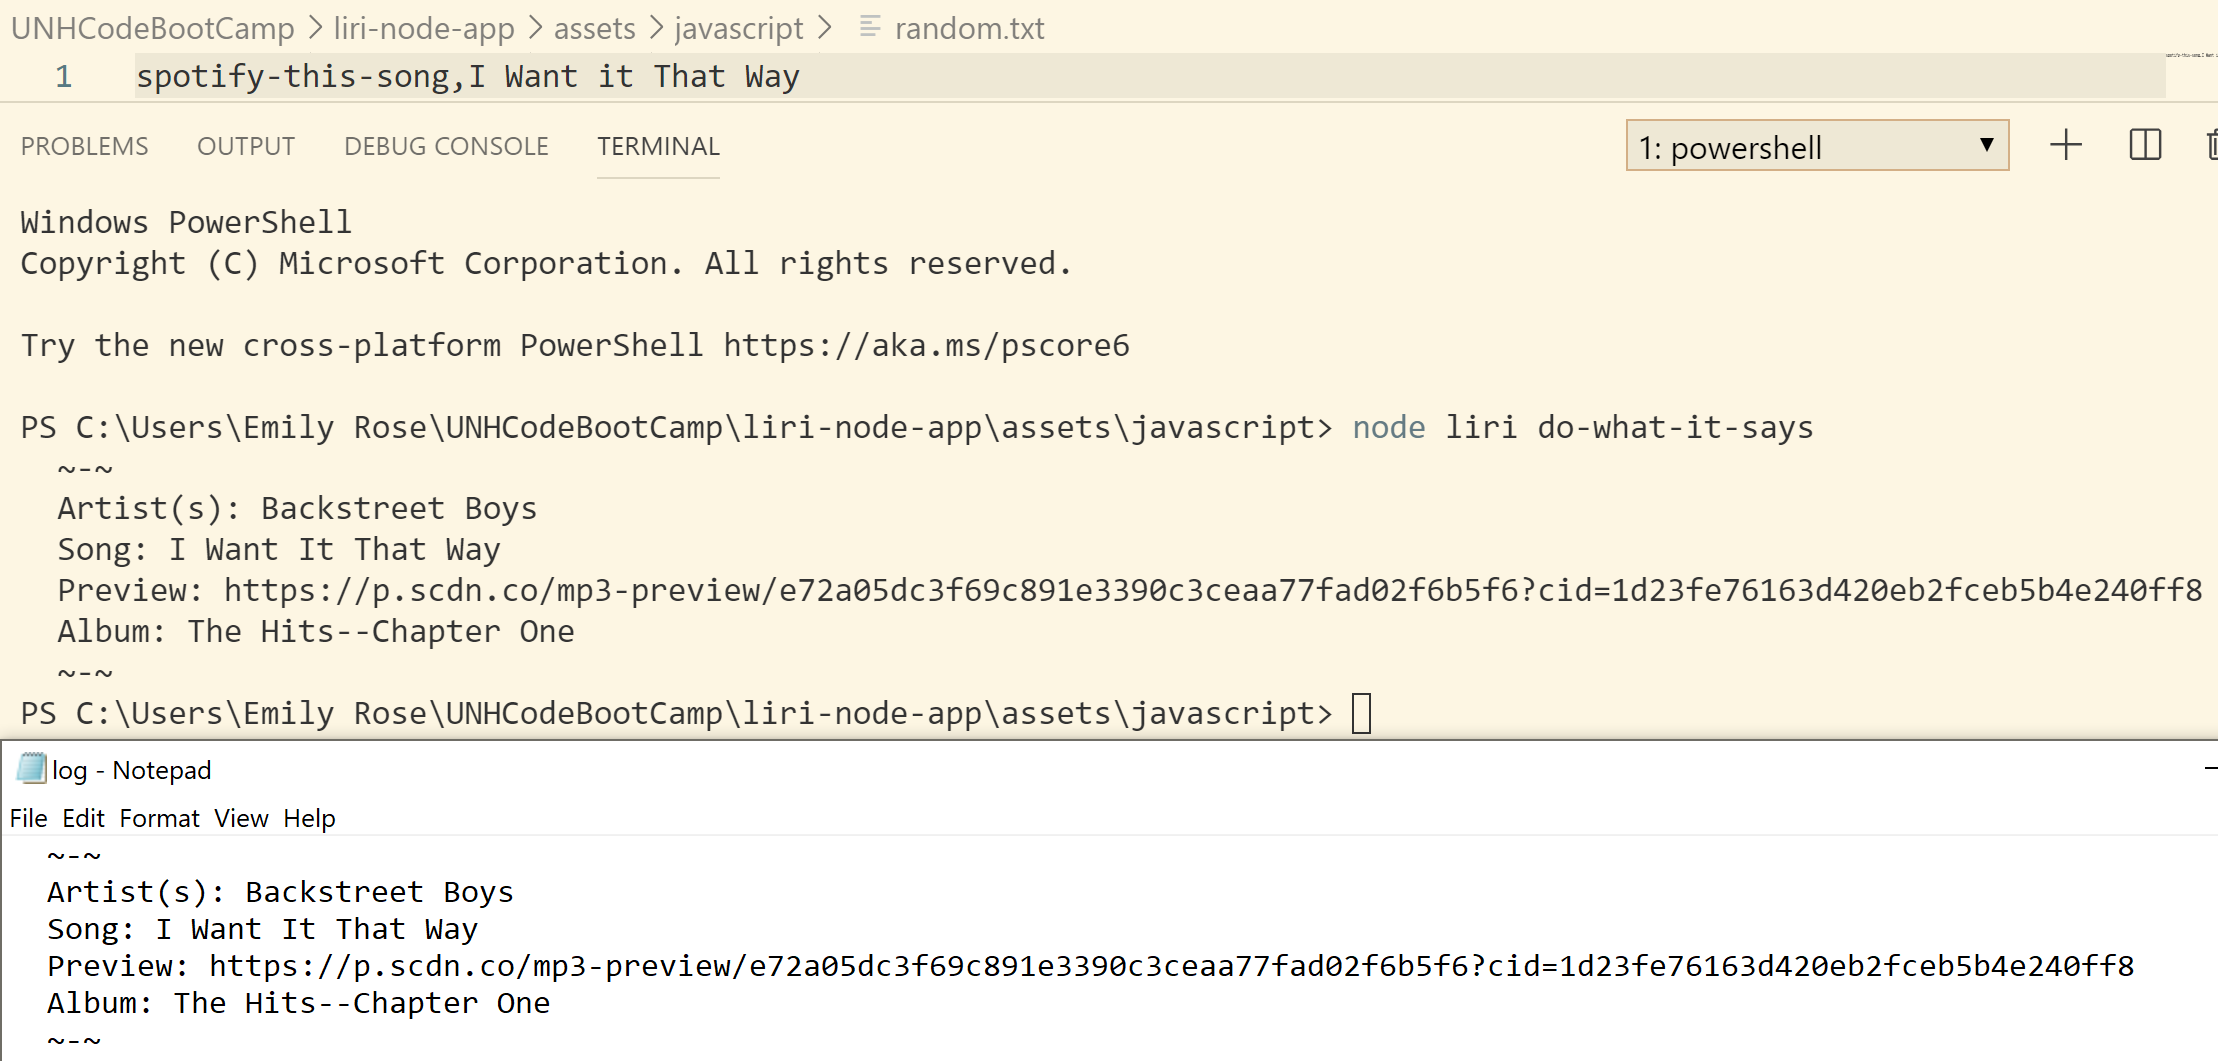 UNHCodeBootCamp > liri-node-app > assets > javascript > random.txt
1 spotify-this-song,I Want it That Way
PROBLEMS OUTPUT DEBUG CONSOLE TERMINAL 1: powershell
Windows PowerShell
Copyright (C) Microsoft Corporation. All rights reserved.
Try the new cross-platform PowerShell https://aka.ms/pscore6
PS C:\Users\Emily Rose\UNHCodeBootCamp\liri-node-app\assets\javascript> node liri do-what-it-says
~-~
Artist(s): Backstreet Boys
Song: I Want It That Way
Preview: https://p.scdn.co/mp3-preview/e72a05dc3f69c891e3390c3ceaa77fad02f6b5f6?cid=1d23fe76163d420eb2fceb5b4e240ff8
Album: The Hits--Chapter One
~-~
PS C:\Users\Emily Rose\UNHCodeBootCamp\liri-node-app\assets\javascript>
log - Notepad
File Edit Format View Help
~-~
Artist(s): Backstreet Boys
Song: I Want It That Way
Preview: https://p.scdn.co/mp3-preview/e72a05dc3f69c891e3390c3ceaa77fad02f6b5f6?cid=1d23fe76163d420eb2fceb5b4e240ff8
Album: The Hits--Chapter One
~-~